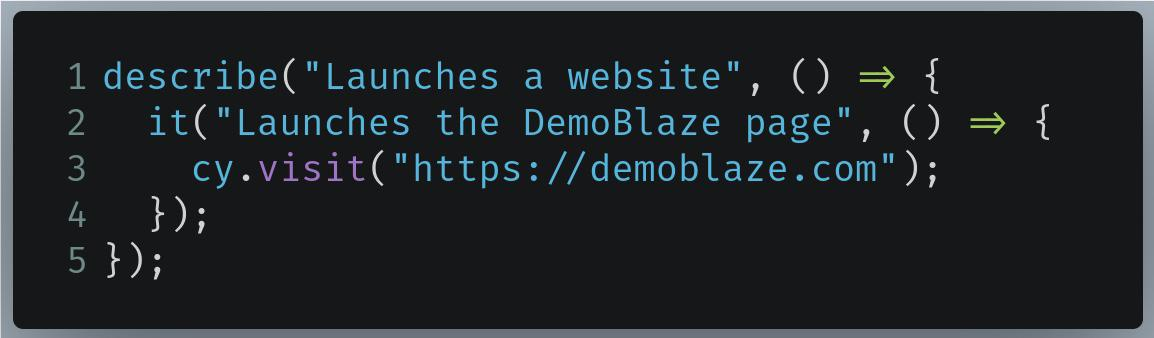 1 describe("Launches a website", () => {
2   it("Launches the DemoBlaze page", () => {
3     cy.visit("https://demoblaze.com");
4   });
5 });